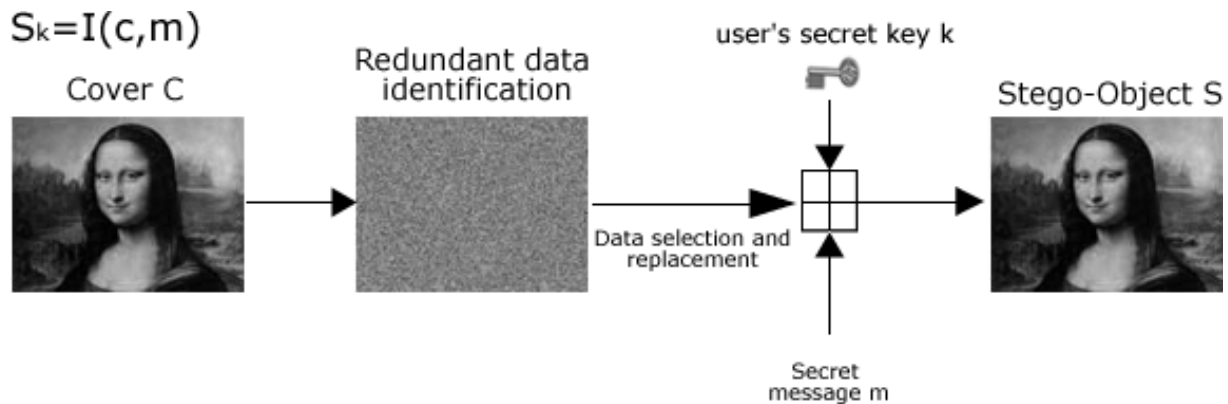 Sk=I(c,m)
user's secret key k
Redundant data
identification
Cover C
Stego-Object S
Data selection and
replacement
Secret
message m